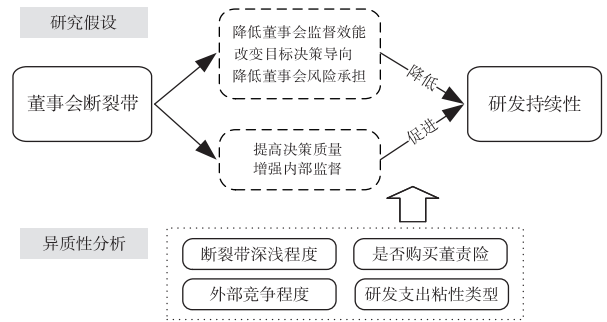 研究假设
董事会断裂带
降低董事会监督效能
改变目标决策导向
降低董事会风险承担
提高决策质量
增强内部监督
降低
促进
研发持续性
异质性分析
断裂带深浅程度
是否购买董责险
外部竞争程度
研发支出粘性类型